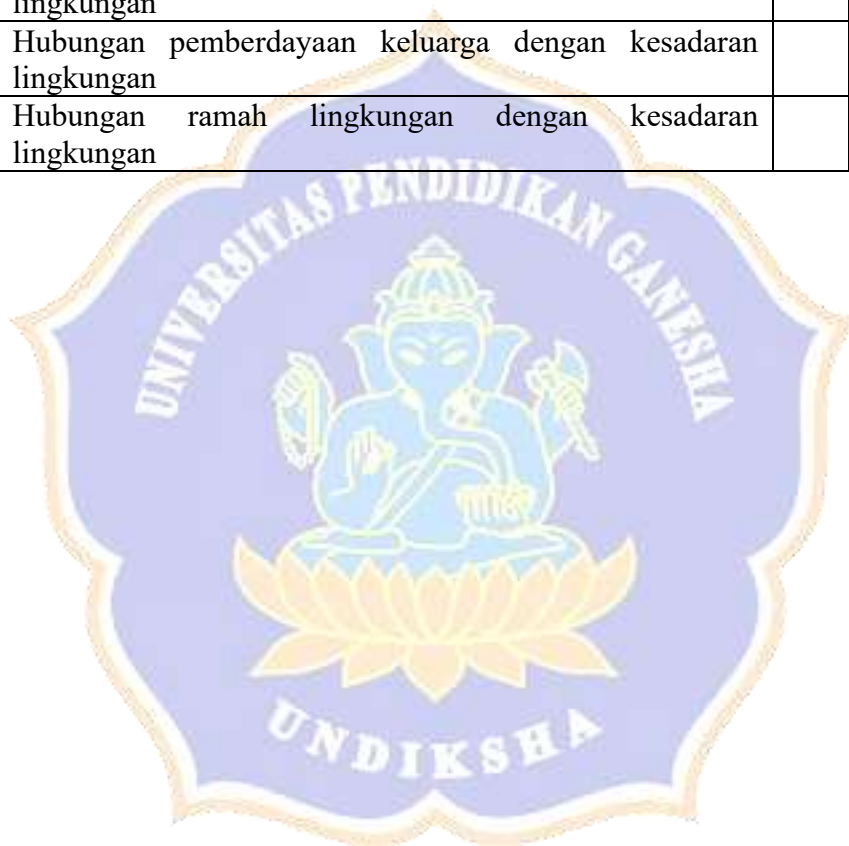 lingkungan
Hubungan pemberdayaan keluarga dengan kesadaran
lingkungan
Hubungan ramah lingkungan dengan kesadaran
lingkungan
UNIVERSITAS PENDIDIKAN GANESHA
UNDIKSHA